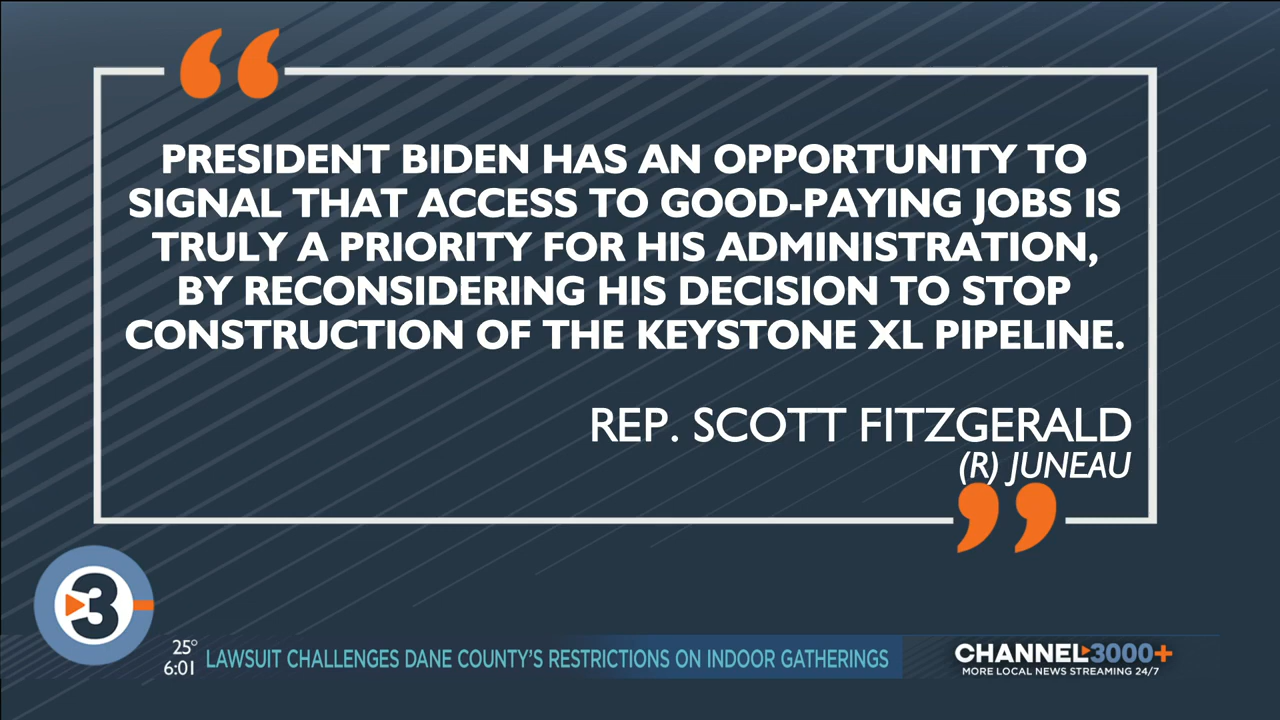 PRESIDENT BIDEN HAS AN OPPORTUNITY TO
SIGNAL THAT ACCESS TO GOOD-PAYING JOBS IS
TRULY A PRIORITY FOR HIS ADMINISTRATION,
BY RECONSIDERING HIS DECISION TO STOP
CONSTRUCTION OF THE KEYSTONE XL PIPELINE.
REP. SCOTT FITZGERALD
(R) JUNEAU
3
25°
6:01
LAWSUIT CHALLENGES DANE COUNTY'S RESTRICTIONS ON INDOOR GATHERINGS
CHANNEL3000+
MORE LOCAL NEWS STREAMING 24/7